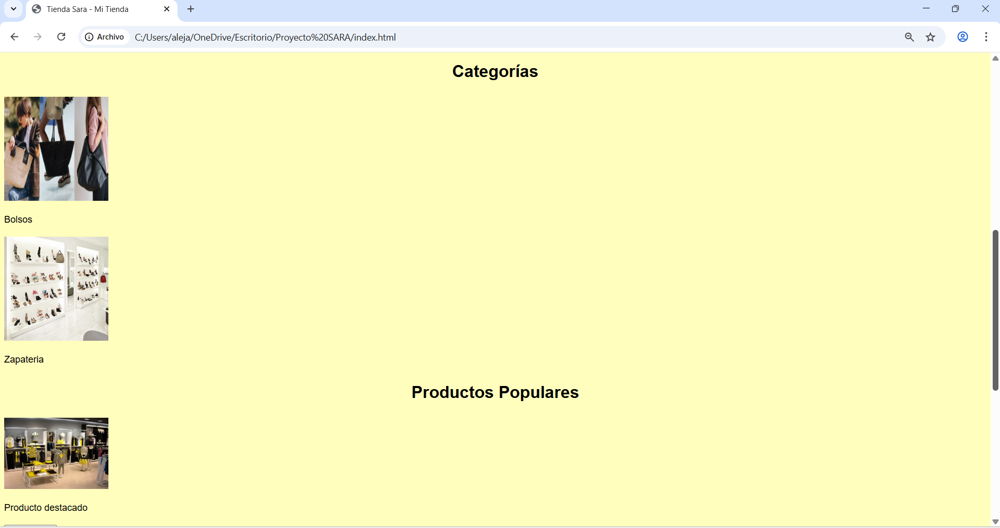 Tienda Sara - Mi Tienda
Archivo
C:/Users/aleja/OneDrive/Escritorio/Proyecto%20SARA/index.html
Categorías
Bolsos
Zapateria
Productos Populares
Producto destacado